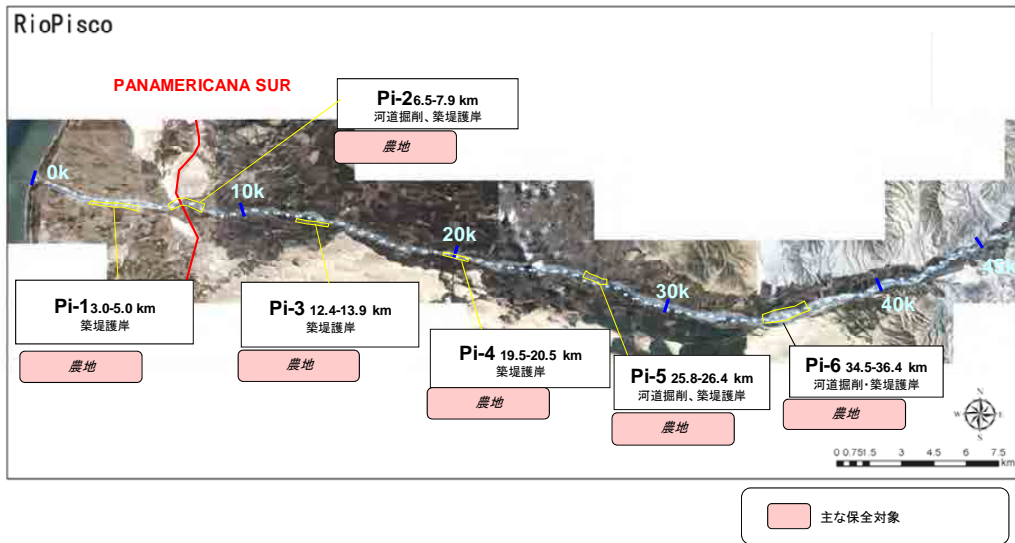 RioPisco
PANAMERICANA SUR
Pi-2 6.5-7.9 km
河道掘削、築堤護岸
農地
0k
10k
20k
30k
40k
45k
Pi-1 3.0-5.0 km
築堤護岸
農地
Pi-3 12.4-13.9 km
築堤護岸
農地
Pi-4 19.5-20.5 km
築堤護岸
農地
Pi-5 25.8-26.4 km
河道掘削、築堤護岸
農地
Pi-6 34.5-36.4 km
河道掘削・築堤護岸
農地
N
W E
S
0 0.75 1.5 3 4.5 6 7.5
km
主な保全対象